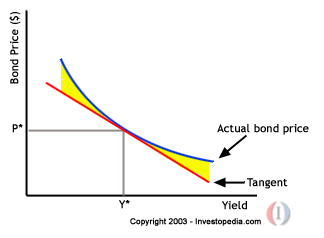 Bond Price ($)
P*
Actual bond price
Tangent
Y*
Yield
Copyright 2003 - Investopedia.com